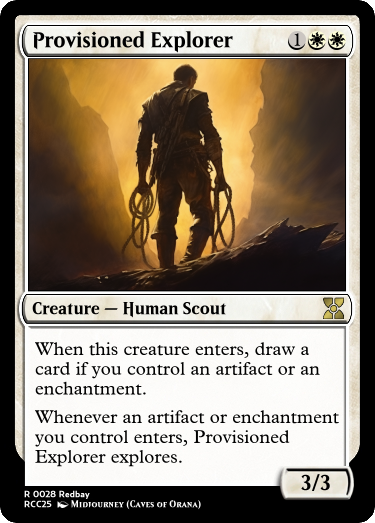 Provisioned Explorer 1
Creature — Human Scout
When this creature enters, draw a
card if you control an artifact or an
enchantment.
Whenever an artifact or enchantment
you control enters, Provisioned
Explorer explores.
3/3
R 0028 Redbay
RCC25 Midjourney (Caves of Orana)